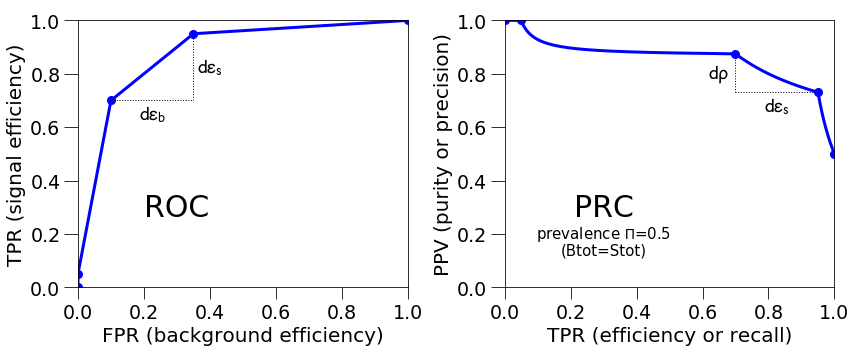 1.0
0.8
0.6
0.4
0.2
0.0
0.0 0.2 0.4 0.6 0.8 1.0
TPR (signal efficiency)
FPR (background efficiency)
dεs
dεb
ROC
1.0
0.8
0.6
0.4
0.2
0.0
0.0 0.2 0.4 0.6 0.8 1.0
PPV (purity or precision)
TPR (efficiency or recall)
dρ
dεs
PRC
prevalence π=0.5
(Btot=Stot)